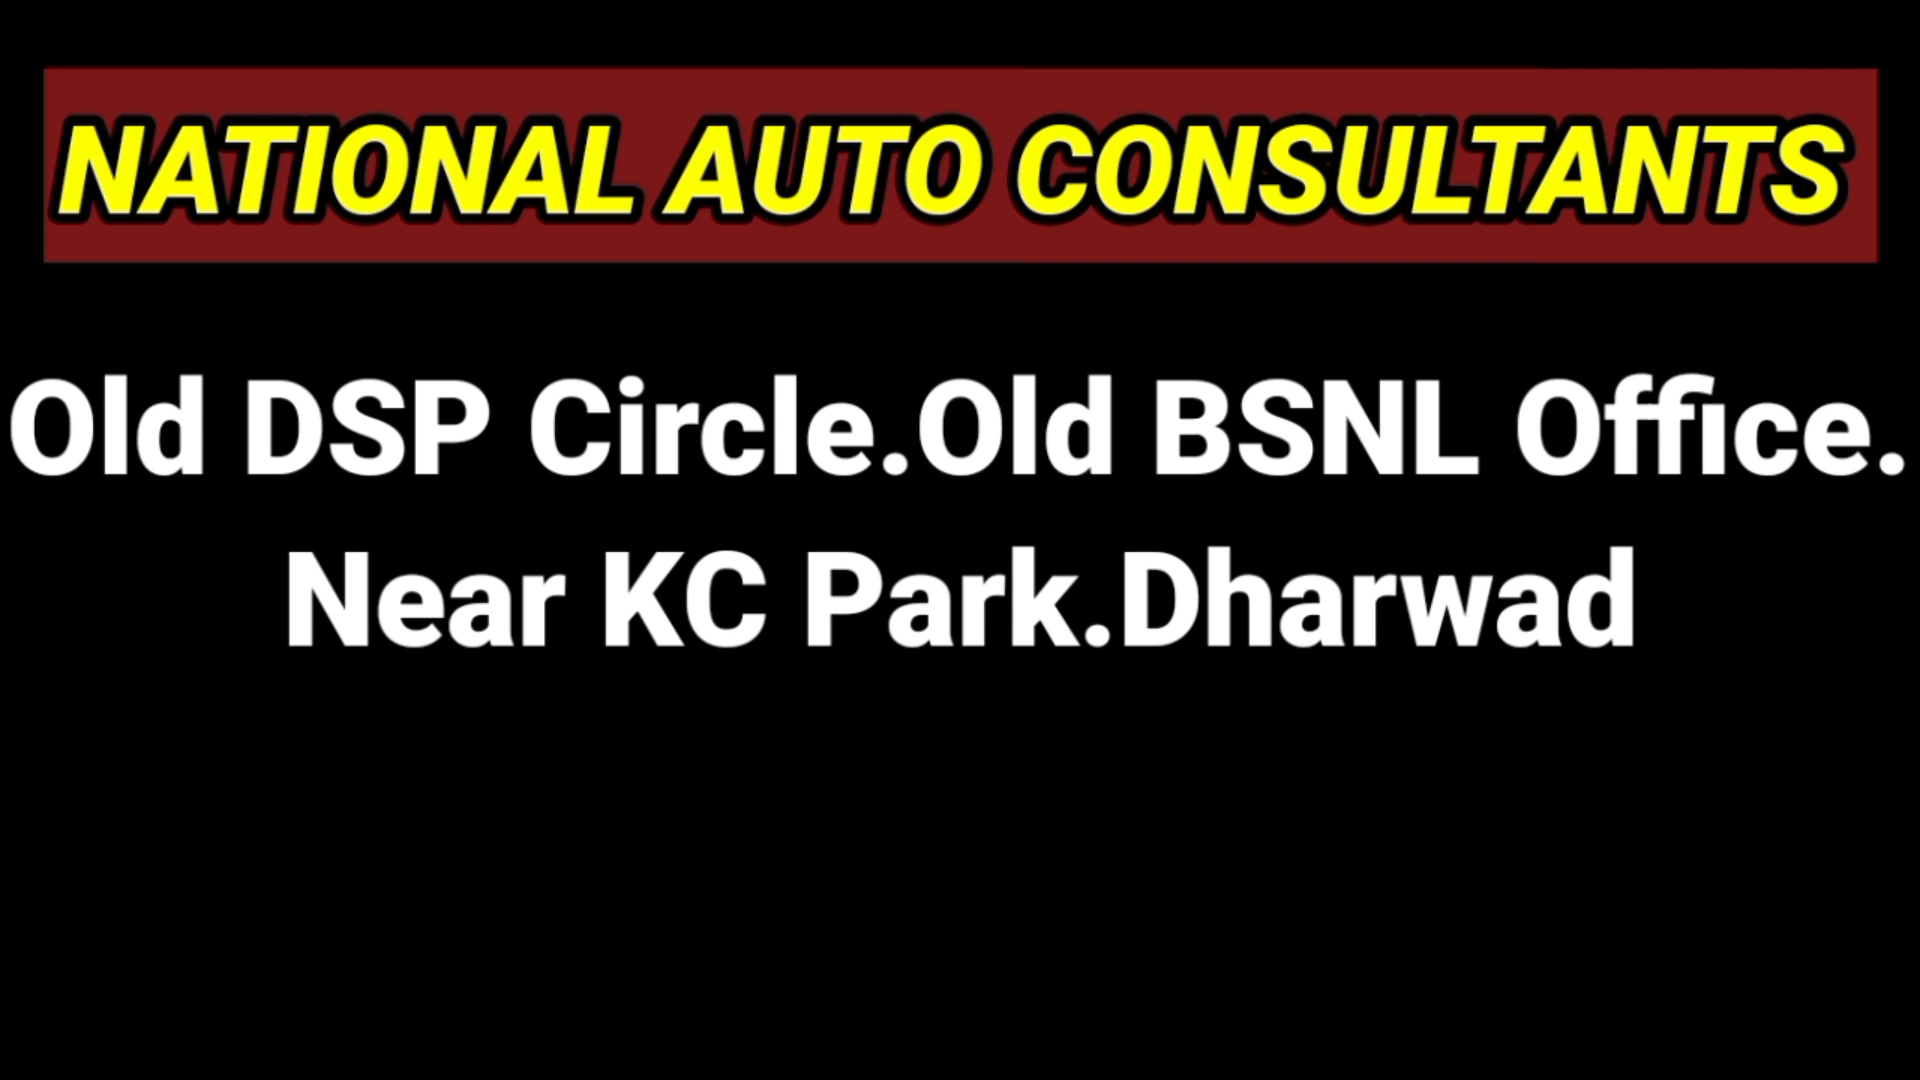 NATIONAL AUTO CONSULTANTS
Old DSP Circle.Old BSNL Office.
Near KC Park.Dharwad